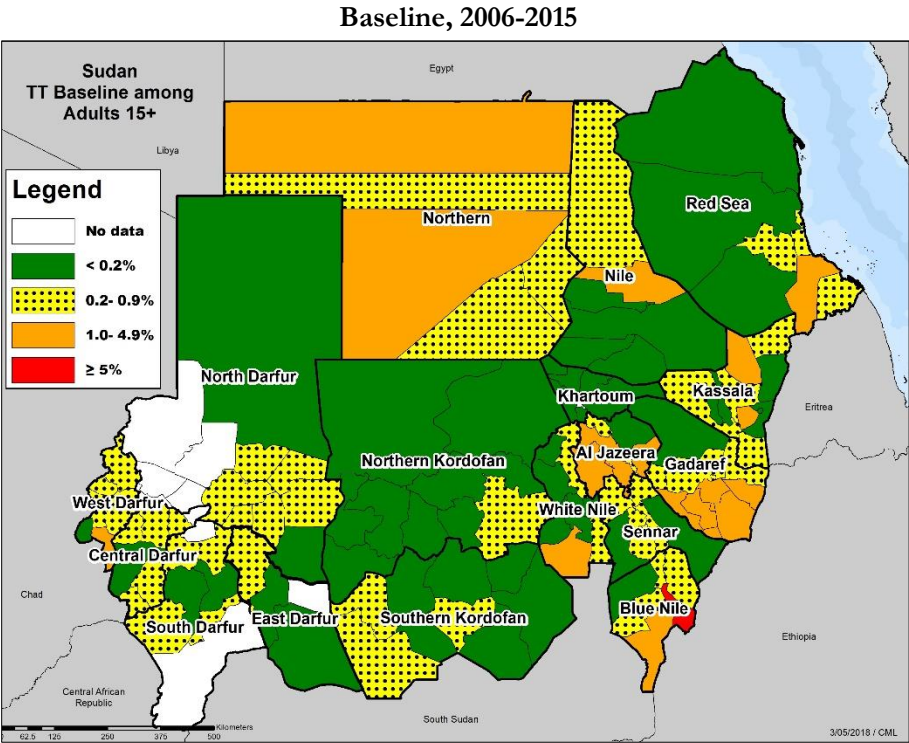 Baseline, 2006-2015
Sudan
TT Baseline among
Adults 15+
Egypt
Libya
Legend
No data
< 0.2%
0.2- 0.9%
1.0- 4.9%
≥ 5%
Northern
Red Sea
Nile
North Darfur
Khartoum
Kassala
Eritrea
Northern Kordofan
Al Jazeera
Gadaref
West Darfur
White Nile
Sennar
Central Darfur
Chad
South Darfur
East Darfur
Southern Kordofan
Blue Nile
Ethiopia
Central African
Republic
South Sudan
Kilometers
62.5 125 250 375 500
3/05/2018 / CML